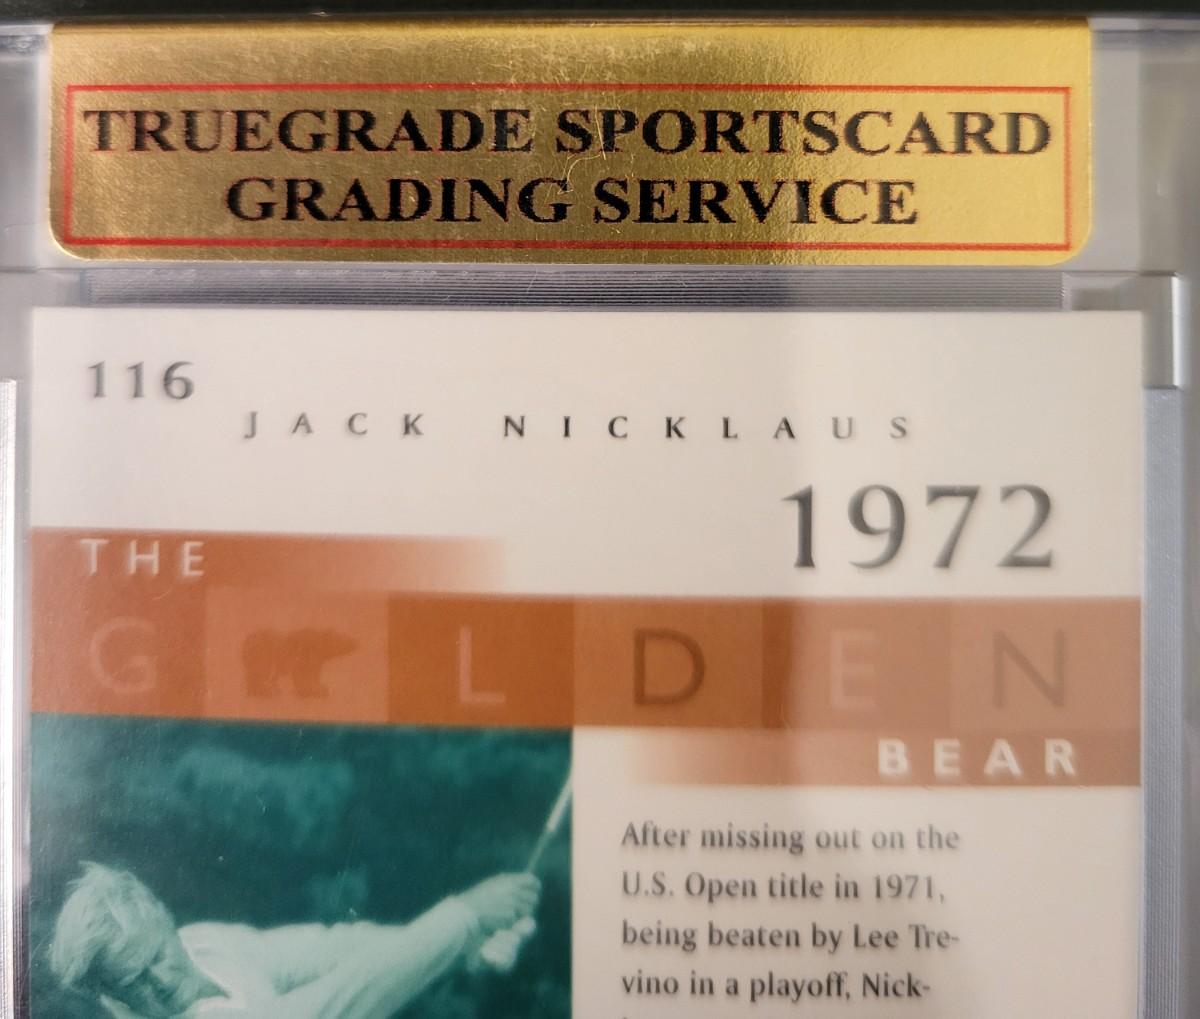 TRUEGRADE SPORTSCARD
GRADING SERVICE
116
JACK NICKLAUS
1972
THE
G LDEN
BEAR
After missing out on the
U.S. Open title in 1971,
being beaten by Lee Tre-
vino in a playoff, Nick-